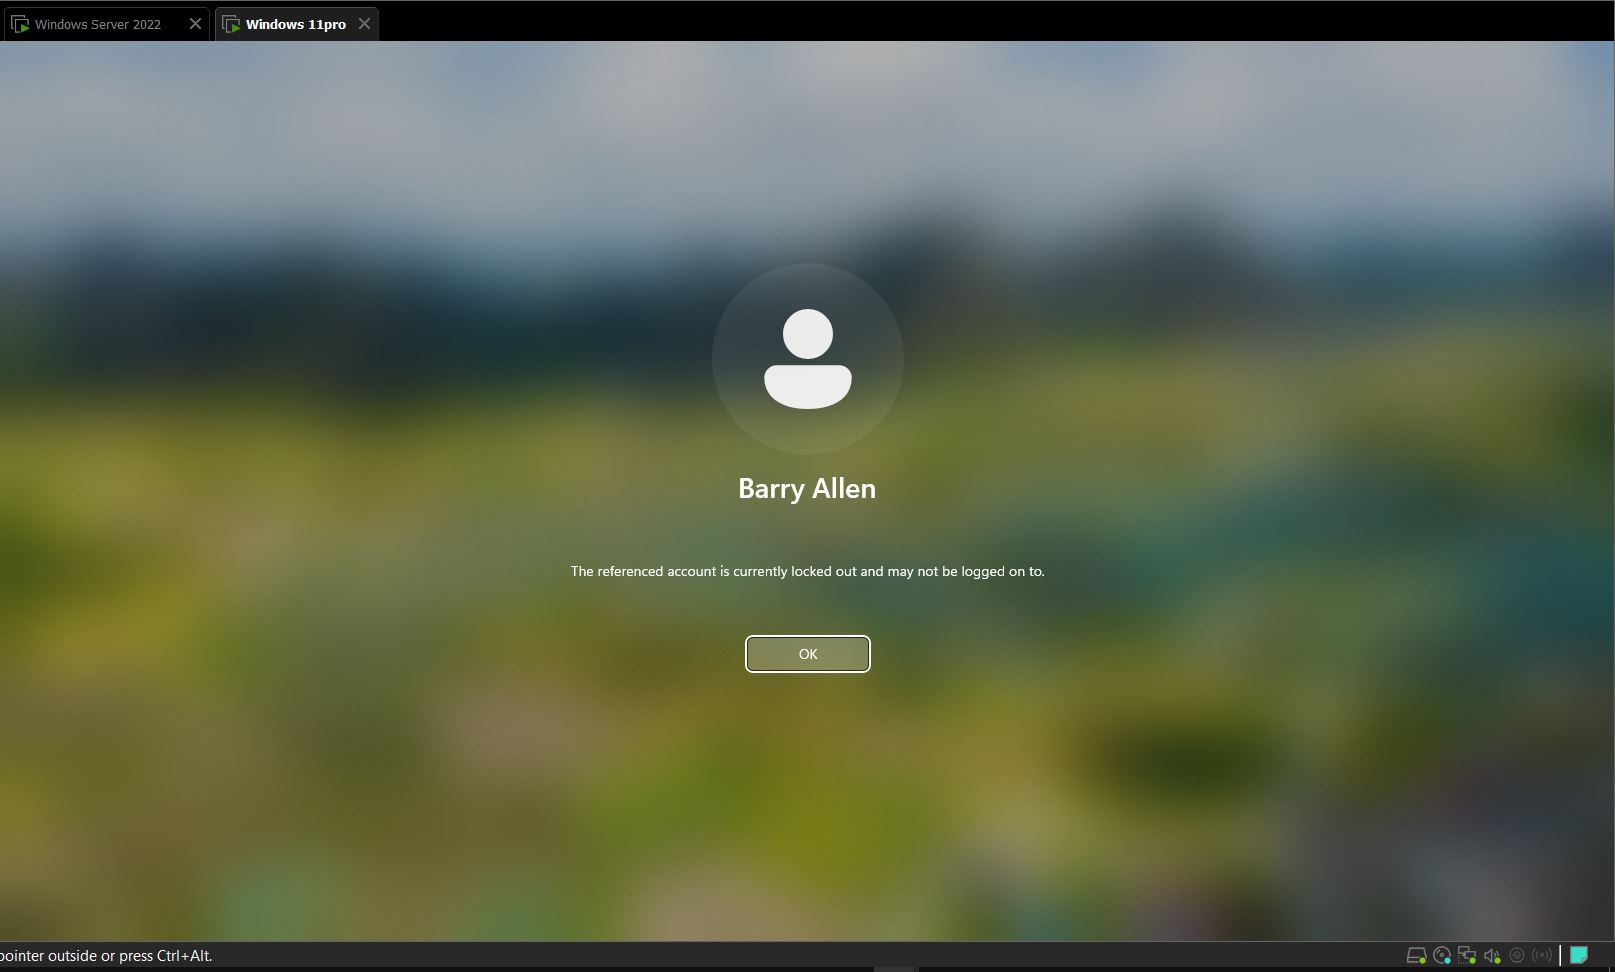 Windows Server 2022
Windows 11pro
Barry Allen
The referenced account is currently locked out and may not be logged on to.
OK
pointer outside or press Ctrl+Alt.